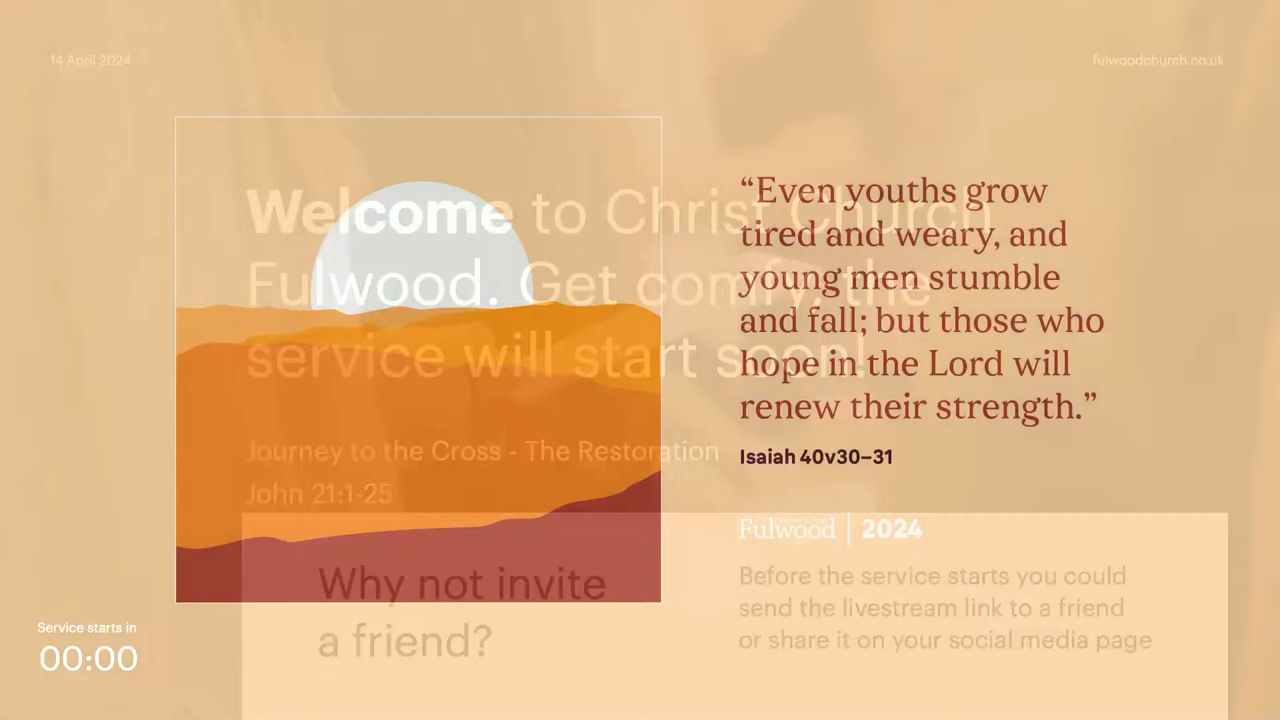 14 April 2024
fulwoodchurch.co.uk
Welcome to Christ Church
Fulwood. Get comfy, the
service will start soon!
Journey to the Cross - The Restoration
John 21:1-25
“Even youths grow
tired and weary, and
young men stumble
and fall; but those who
hope in the Lord will
renew their strength.”
Isaiah 40v30–31
Fulwood | 2024
Why not invite
a friend?
Before the service starts you could
send the livestream link to a friend
or share it on your social media page
Service starts in
00:00